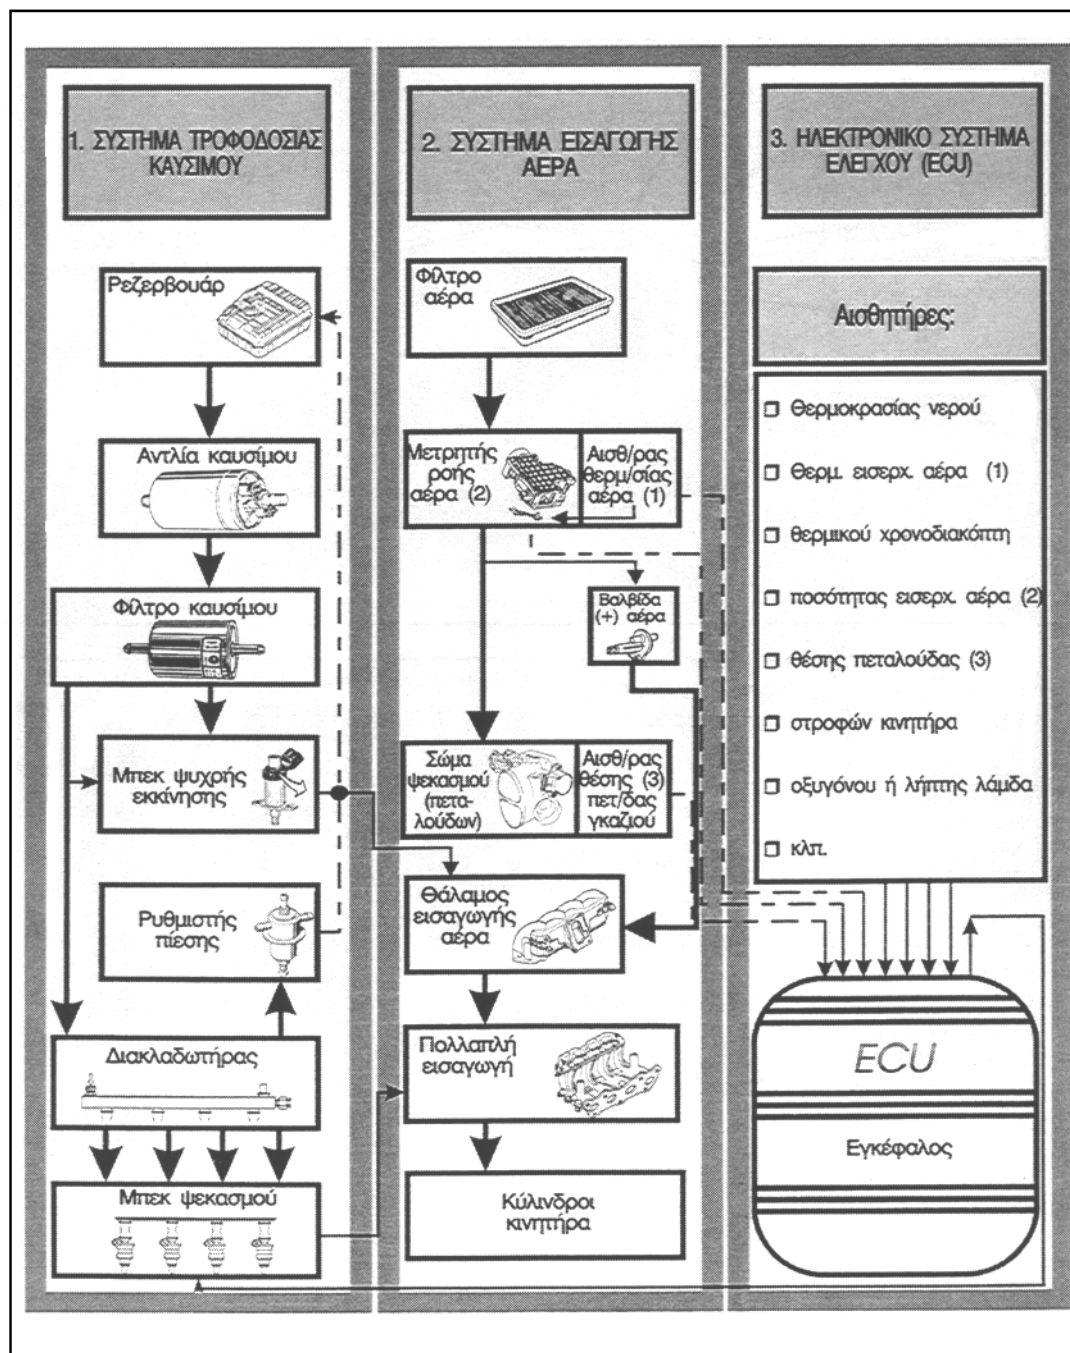 1. ΣΥΣΤΗΜΑ ΤΡΟΦΟΔΟΣΙΑΣ
ΚΑΥΣΙΜΟΥ
Ρεζερβουάρ
Αντλία καυσίμου
Φίλτρο καυσίμου
Μπεκ ψυχρής
εκκίνησης
Ρυθμιστής
πίεσης
Διακλαδωτήρας
Μπεκ ψεκασμού
2. ΣΥΣΤΗΜΑ ΕΙΣΑΓΩΓΗΣ
ΑΕΡΑ
Φίλτρο
αέρα
Μετρητής
ροής
αέρα (2)
Αισθ/ρας
θερμ/σίας
αέρα (1)
Βαλβίδα
(+) αέρα
Σώμα
ψεκασμού
(πετα-
λούδων)
Αισθ/ρας
θέσης (3)
πετ/δας
γκαζιού
Θάλαμος
εισαγωγής
αέρα
Πολλαπλή
εισαγωγή
Κύλινδροι
κινητήρα
3. ΗΛΕΚΤΡΟΝΙΚΟ ΣΥΣΤΗΜΑ
ΕΛΕΓΧΟΥ (ECU)
Αισθητήρες:
θερμοκρασίας νερού
θερμ. εισερχ. αέρα (1)
θερμικού χρονοδιακόπτη
ποσότητας εισερχ. αέρα (2)
θέσης πεταλούδας (3)
στροφών κινητήρα
οξυγόνου ή λήπτης λάμδα
κλπ.
ECU
Εγκέφαλος